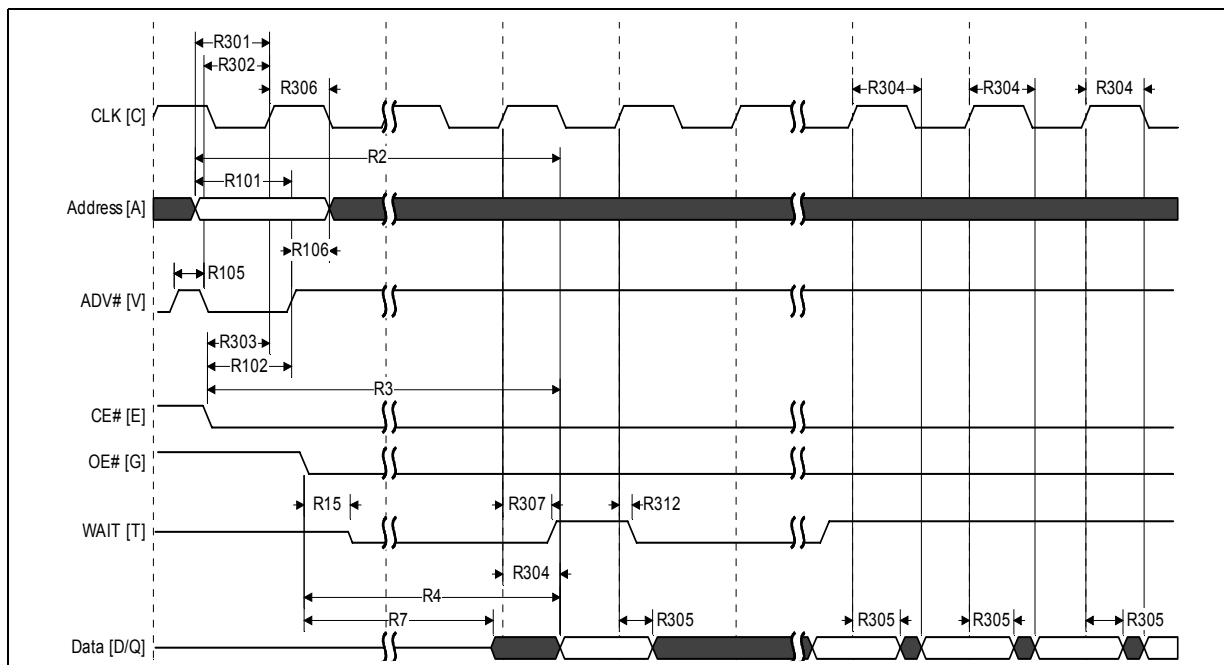 R301
R302
R306
R304
R304
R304
CLK [C]
R2
R101
Address [A]
R106
R105
ADV# [V]
R303
R102
R3
CE# [E]
OE# [G]
R15
R307
R312
WAIT [T]
R304
R4
R7
R305
R305
R305
R305
Data [D/Q]